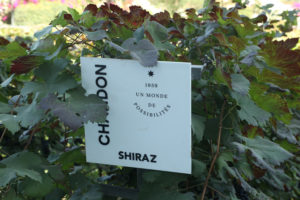 CHANDON
1959
UN MONDE
DE
POSSIBILITÉS
SHIRAZ